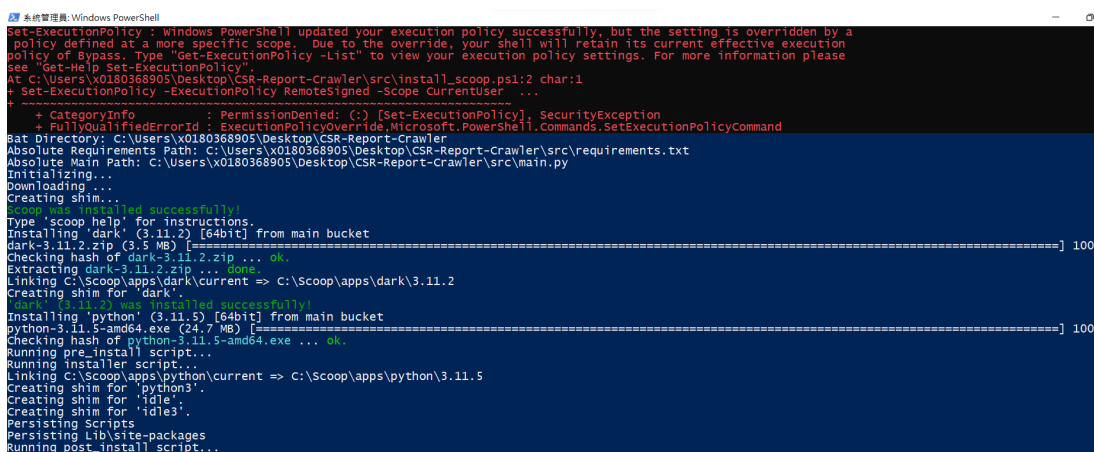 系統管理員: Windows PowerShell
Set-ExecutionPolicy : Windows PowerShell updated your execution policy successfully, but the setting is overridden by a
policy defined at a more specific scope.  Due to the override, your shell will retain its current effective execution
policy of Bypass. Type "Get-ExecutionPolicy -List" to view your execution policy settings. For more information please
see "Get-Help Set-ExecutionPolicy".
At C:\Users\x0180368905\Desktop\CSR-Report-Crawler\src\install_scoop.ps1:2 char:1
+ Set-ExecutionPolicy -ExecutionPolicy RemoteSigned -Scope CurrentUser  ...
+ ~~~~~~~~~~~~~~~~~~~~~~~~~~~~~~~~~~~~~~~~~~~~~~~~~~~~~~~~~~~~~~~~~~~~
+ CategoryInfo          : PermissionDenied: (:) [Set-ExecutionPolicy], SecurityException
+ FullyQualifiedErrorId : ExecutionPolicyOverride,Microsoft.PowerShell.Commands.SetExecutionPolicyCommand
Bat Directory: C:\Users\x0180368905\Desktop\CSR-Report-Crawler
Absolute Requirements Path: C:\Users\x0180368905\Desktop\CSR-Report-Crawler\src\requirements.txt
Absolute Main Path: C:\Users\x0180368905\Desktop\CSR-Report-Crawler\src\main.py
Initializing...
Downloading ...
Creating shim...
Scoop was installed successfully!
Type 'scoop help' for instructions.
Installing 'dark' (3.11.2) [64bit] from main bucket
dark-3.11.2.zip (3.5 MB) [=====================================================================] 100
Checking hash of dark-3.11.2.zip ... ok.
Extracting dark-3.11.2.zip ... done.
Linking C:\Scoop\apps\dark\current => C:\Scoop\apps\dark\3.11.2
Creating shim for 'dark'.
'dark' (3.11.2) was installed successfully!
Installing 'python' (3.11.5) [64bit] from main bucket
python-3.11.5-amd64.exe (24.7 MB) [=====================================================================] 100
Checking hash of python-3.11.5-amd64.exe ... ok.
Running pre_install script...
Running installer script...
Linking C:\Scoop\apps\python\current => C:\Scoop\apps\python\3.11.5
Creating shim for 'python3'.
Creating shim for 'idle'.
Creating shim for 'idle3'.
Persisting Scripts
Persisting Lib\site-packages
Running post_install script...